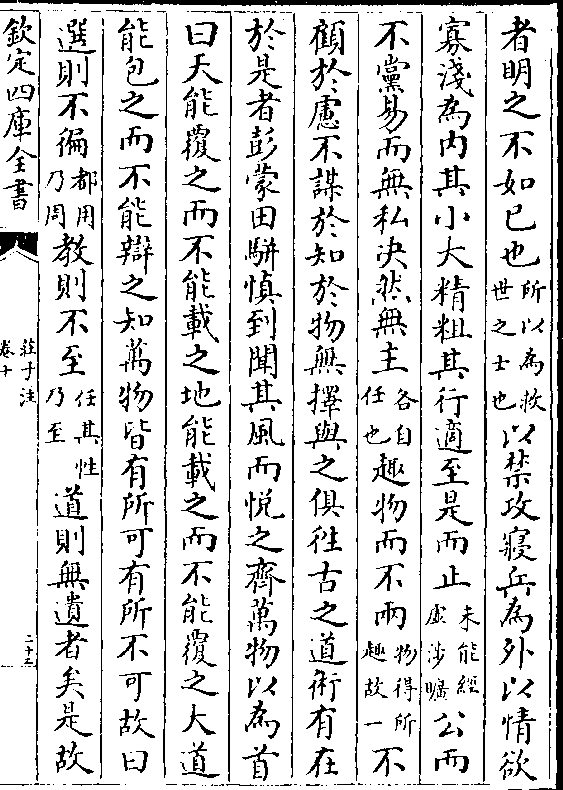 者明之不如已也所以為救世之士也以禁攻寢兵為外以情欲
寡淺為内其小大精粗其行適至是而止未能經虛涉曠公而
不黨易而無私決然無主各自任也趣物而不兩物得所趣故一不
顧於慮不謀於知於物無擇與之俱往古之道術有在
於是者彭蒙田駢慎到聞其風而悅之齊萬物以為首
曰天能覆之而不能載之地能載之而不能覆之大道
能包之而不能辯之知萬物皆有所可有所不可故曰
選則不徧都用乃周教則不至任其性乃至道則無遺者矣是故
欽定四庫全書
莊子注
卷十
二十五